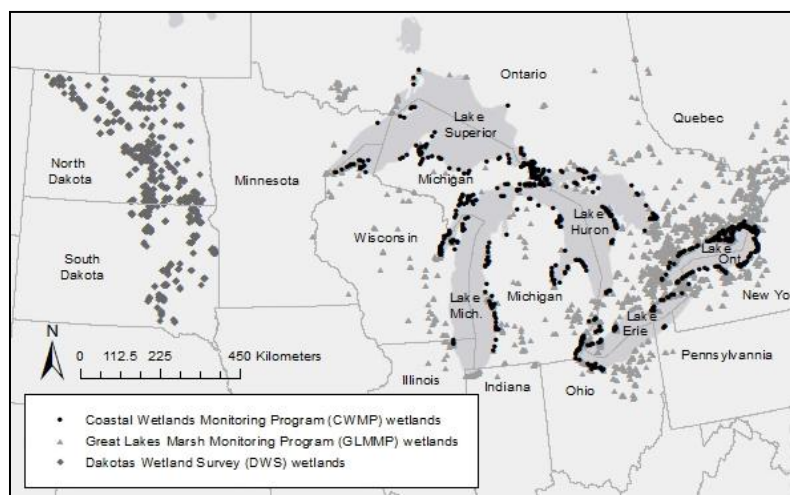 Ontario
Quebec
Lake
Superior
North
Dakota
Minnesota
Michigan
Lake
Huron
Wisconsin
South
Dakota
Lake
Ont.
New Yo
Lake
Mich.
Michigan
Lake
Erie
Pennsylvannia
N
0 112.5 225 450 Kilometers
Illinois
Indiana
Ohio
Coastal Wetlands Monitoring Program (CWMP) wetlands
Great Lakes Marsh Monitoring Program (GLMMP) wetlands
Dakotas Wetland Survey (DWS) wetlands